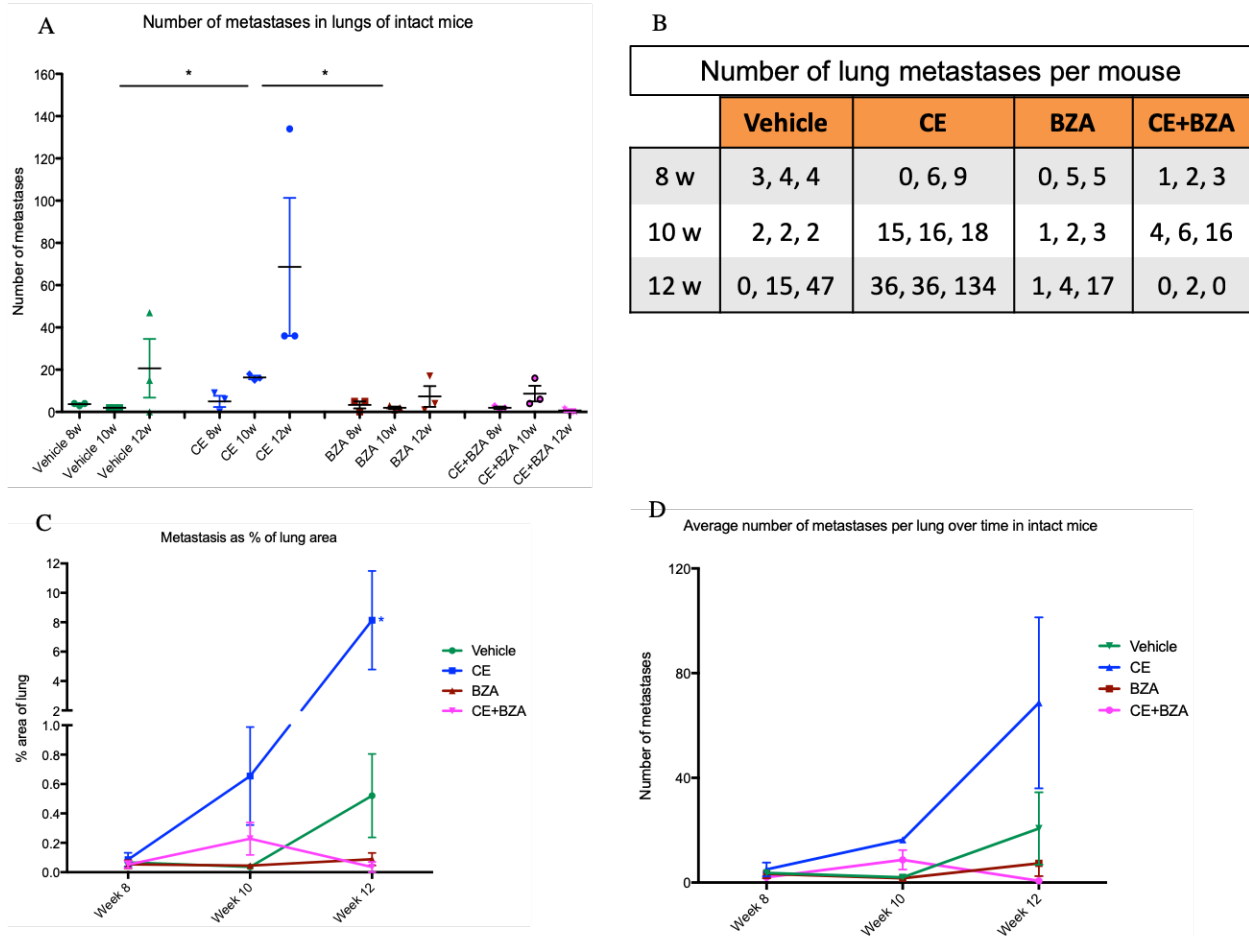 A
Number of metastases in lungs of intact mice
*
*
160
140
120
100
80
60
40
20
0
Number of metastases
Vehicle 8w
Vehicle 10w
Vehicle 12w
CE 8w
CE 10w
CE 12w
BZA 8w
BZA 10w
BZA 12w
CE+BZA 8w
CE+BZA 10w
CE+BZA 12w
B
Number of lung metastases per mouse
Vehicle CE BZA CE+BZA
8 w 3, 4, 4 0, 6, 9 0, 5, 5 1, 2, 3
10 w 2, 2, 2 15, 16, 18 1, 2, 3 4, 6, 16
12 w 0, 15, 47 36, 36, 134 1, 4, 17 0, 2, 0
C
Metastasis as % of lung area
12
10
8
6
4
2
1.0
0.8
0.6
0.4
0.2
0.0
% area of lung
*
Week 8
Week 10
Week 12
Vehicle
CE
BZA
CE+BZA
D
Average number of metastases per lung over time in intact mice
120
80
40
0
Number of metastases
Week 8
Week 10
Week 12
Vehicle
CE
BZA
CE+BZA